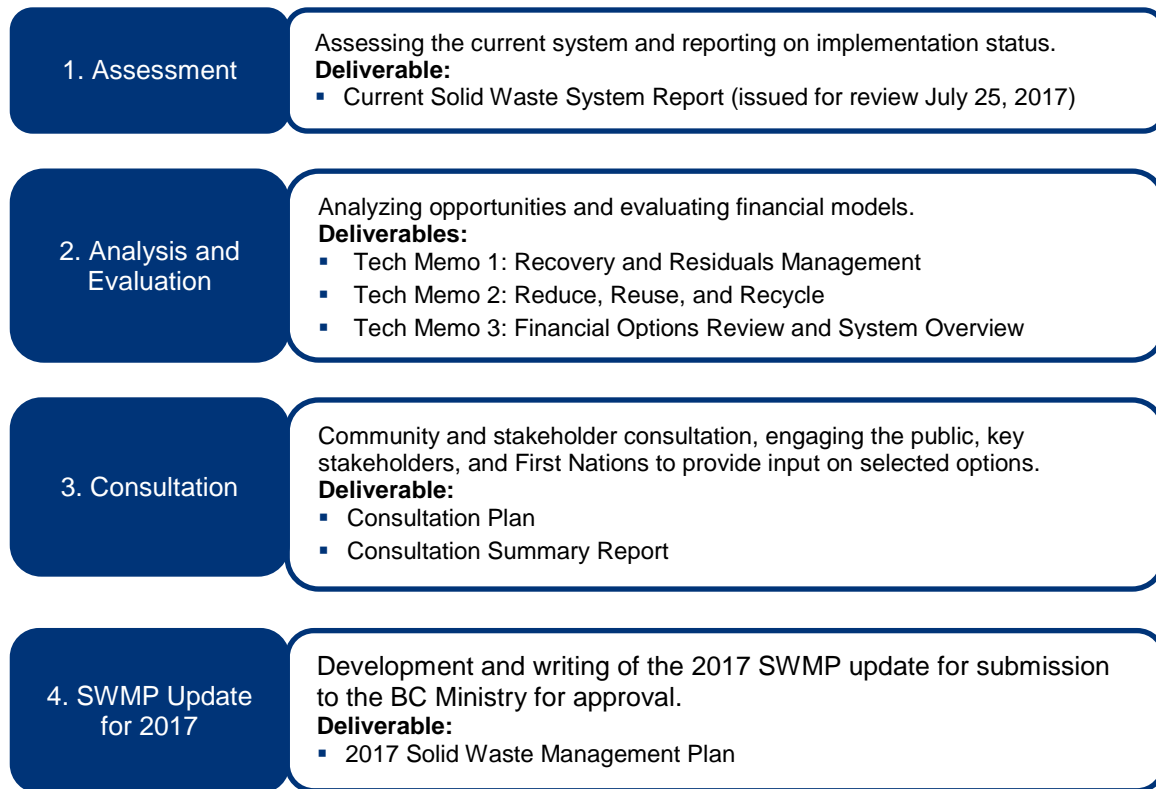 1. Assessment
Assessing the current system and reporting on implementation status.
Deliverable:
▪ Current Solid Waste System Report (issued for review July 25, 2017)
2. Analysis and
Evaluation
Analyzing opportunities and evaluating financial models.
Deliverables:
▪ Tech Memo 1: Recovery and Residuals Management
▪ Tech Memo 2: Reduce, Reuse, and Recycle
▪ Tech Memo 3: Financial Options Review and System Overview
3. Consultation
Community and stakeholder consultation, engaging the public, key
stakeholders, and First Nations to provide input on selected options.
Deliverable:
▪ Consultation Plan
▪ Consultation Summary Report
4. SWMP Update
for 2017
Development and writing of the 2017 SWMP update for submission
to the BC Ministry for approval.
Deliverable:
▪ 2017 Solid Waste Management Plan